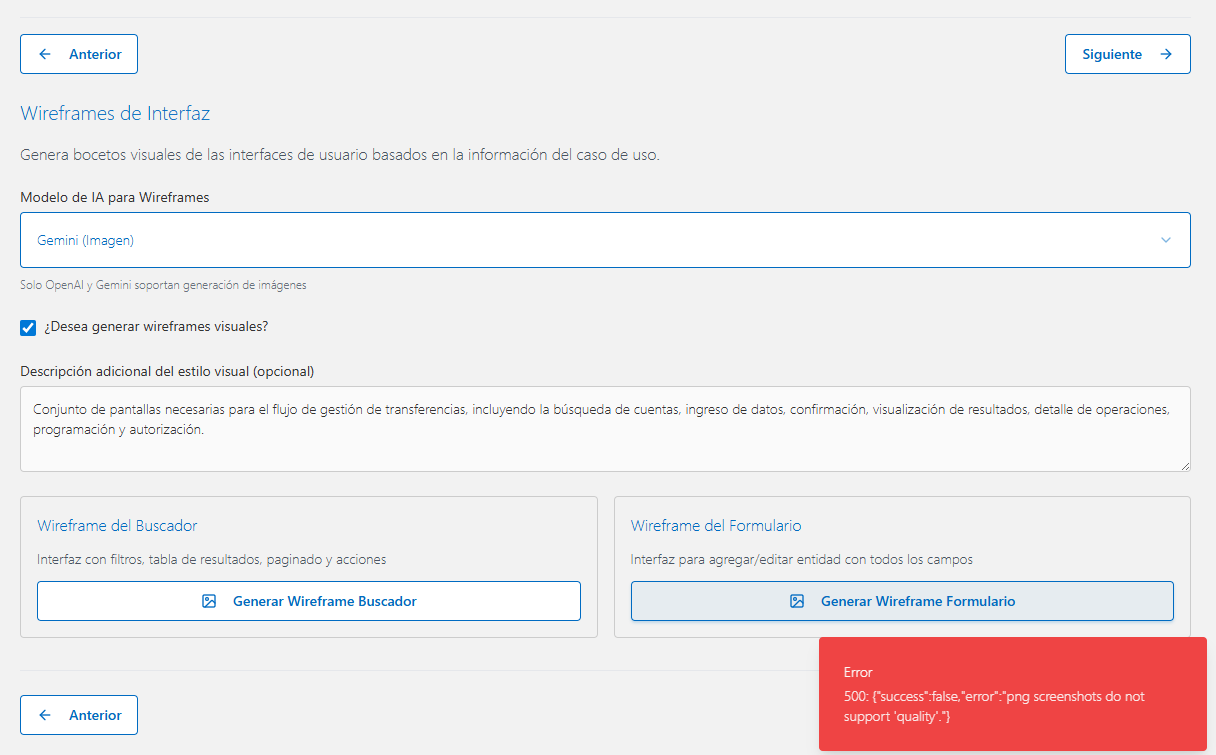 Anterior
Siguiente
Wireframes de Interfaz
Genera bocetos visuales de las interfaces de usuario basados en la información del caso de uso.
Modelo de IA para Wireframes
Gemini (Imagen)
Solo OpenAI y Gemini soportan generación de imágenes
¿Desea generar wireframes visuales?
Descripción adicional del estilo visual (opcional)
Conjunto de pantallas necesarias para el flujo de gestión de transferencias, incluyendo la búsqueda de cuentas, ingreso de datos, confirmación, visualización de resultados, detalle de operaciones,
programación y autorización.
Wireframe del Buscador
Interfaz con filtros, tabla de resultados, paginado y acciones
Generar Wireframe Buscador
Wireframe del Formulario
Interfaz para agregar/editar entidad con todos los campos
Generar Wireframe Formulario
Anterior
Error
500: {"success":false,"error":"png screenshots do not
support 'quality'."}